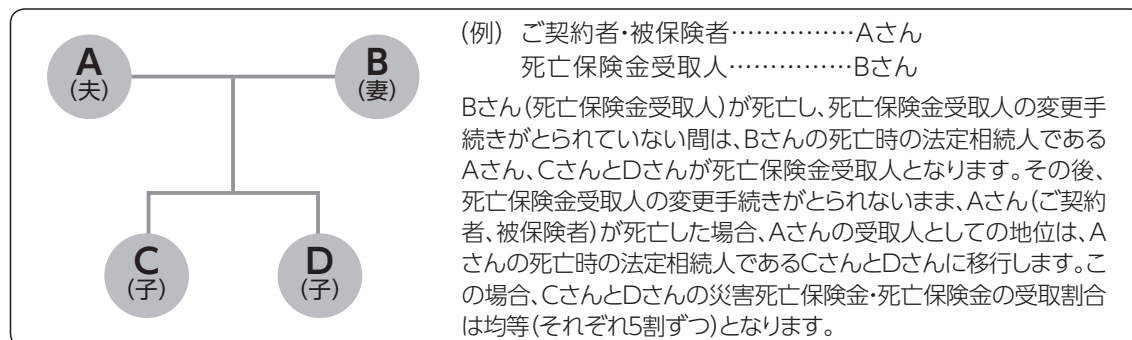 A
(夫)
B
(妻)
C
(子)
D
(子)
(例) ご契約者・被保険者……………Aさん
死亡保険金受取人……………Bさん
Bさん(死亡保険金受取人)が死亡し、死亡保険金受取人の変更手
続きがとられていない間は、Bさんの死亡時の法定相続人である
Aさん、CさんとDさんが死亡保険金受取人となります。その後、
死亡保険金受取人の変更手続きがとられないまま、Aさん(ご契約
者、被保険者)が死亡した場合、Aさんの受取人としての地位は、A
さんの死亡時の法定相続人であるCさんとDさんに移行します。こ
の場合、CさんとDさんの災害死亡保険金・死亡保険金の受取割合
は均等(それぞれ5割ずつ)となります。